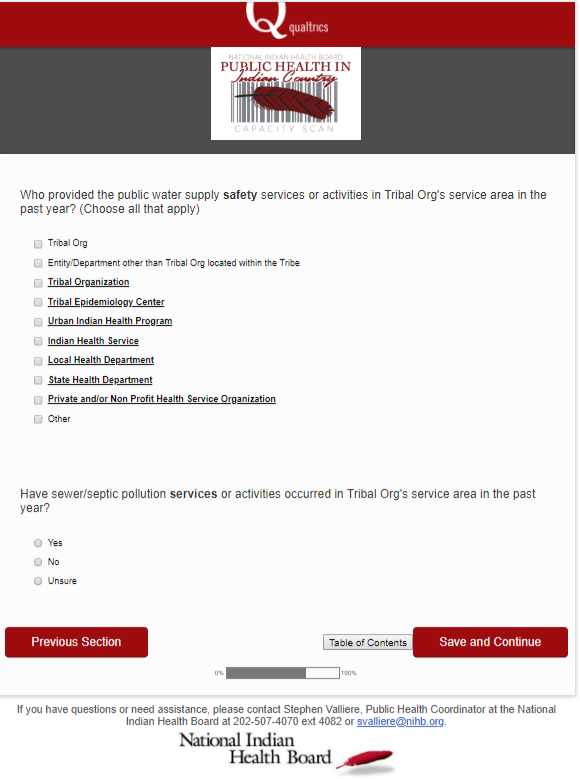 qualtrics
NATIONAL INDIAN HEALTH BOARD
PUBLIC HEALTH IN
Indian Country
CAPACITY SCAN
Who provided the public water supply safety services or activities in Tribal Org's service area in the
past year? (Choose all that apply)
Tribal Org
Entity/Department other than Tribal Org located within the Tribe
Tribal Organization
Tribal Epidemiology Center
Urban Indian Health Program
Indian Health Service
Local Health Department
State Health Department
Private and/or Non Profit Health Service Organization
Other
Have sewer/septic pollution services or activities occurred in Tribal Org's service area in the past
year?
Yes
No
Unsure
Previous Section
Table of Contents
Save and Continue
0%
100%
If you have questions or need assistance, please contact Stephen Valliere, Public Health Coordinator at the National
Indian Health Board at 202-507-4070 ext 4082 or svalliere@nihb.org.
National Indian
Health Board